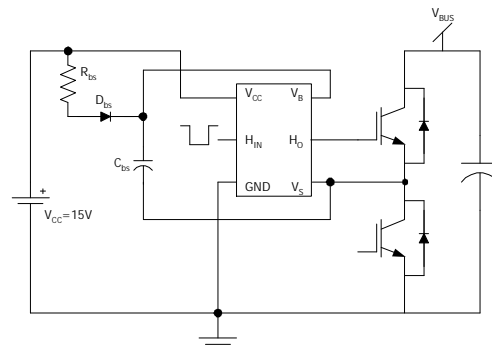 V_BUS
R_bs
D_bs
V_CC V_B
H_IN H_O
C_bs
GND V_S
+
V_CC=15V